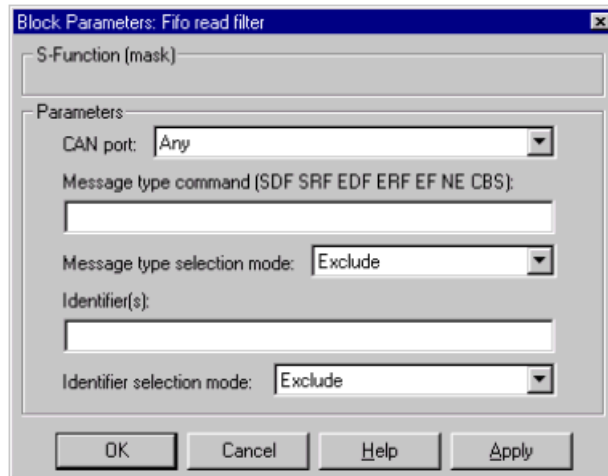 Block Parameters: Fifo read filter
S-Function (mask)
Parameters
CAN port: Any
Message type command (SDF SRF EDF ERF EF NE CBS):
Message type selection mode: Exclude
Identifier(s):
Identifier selection mode: Exclude
OK Cancel Help Apply